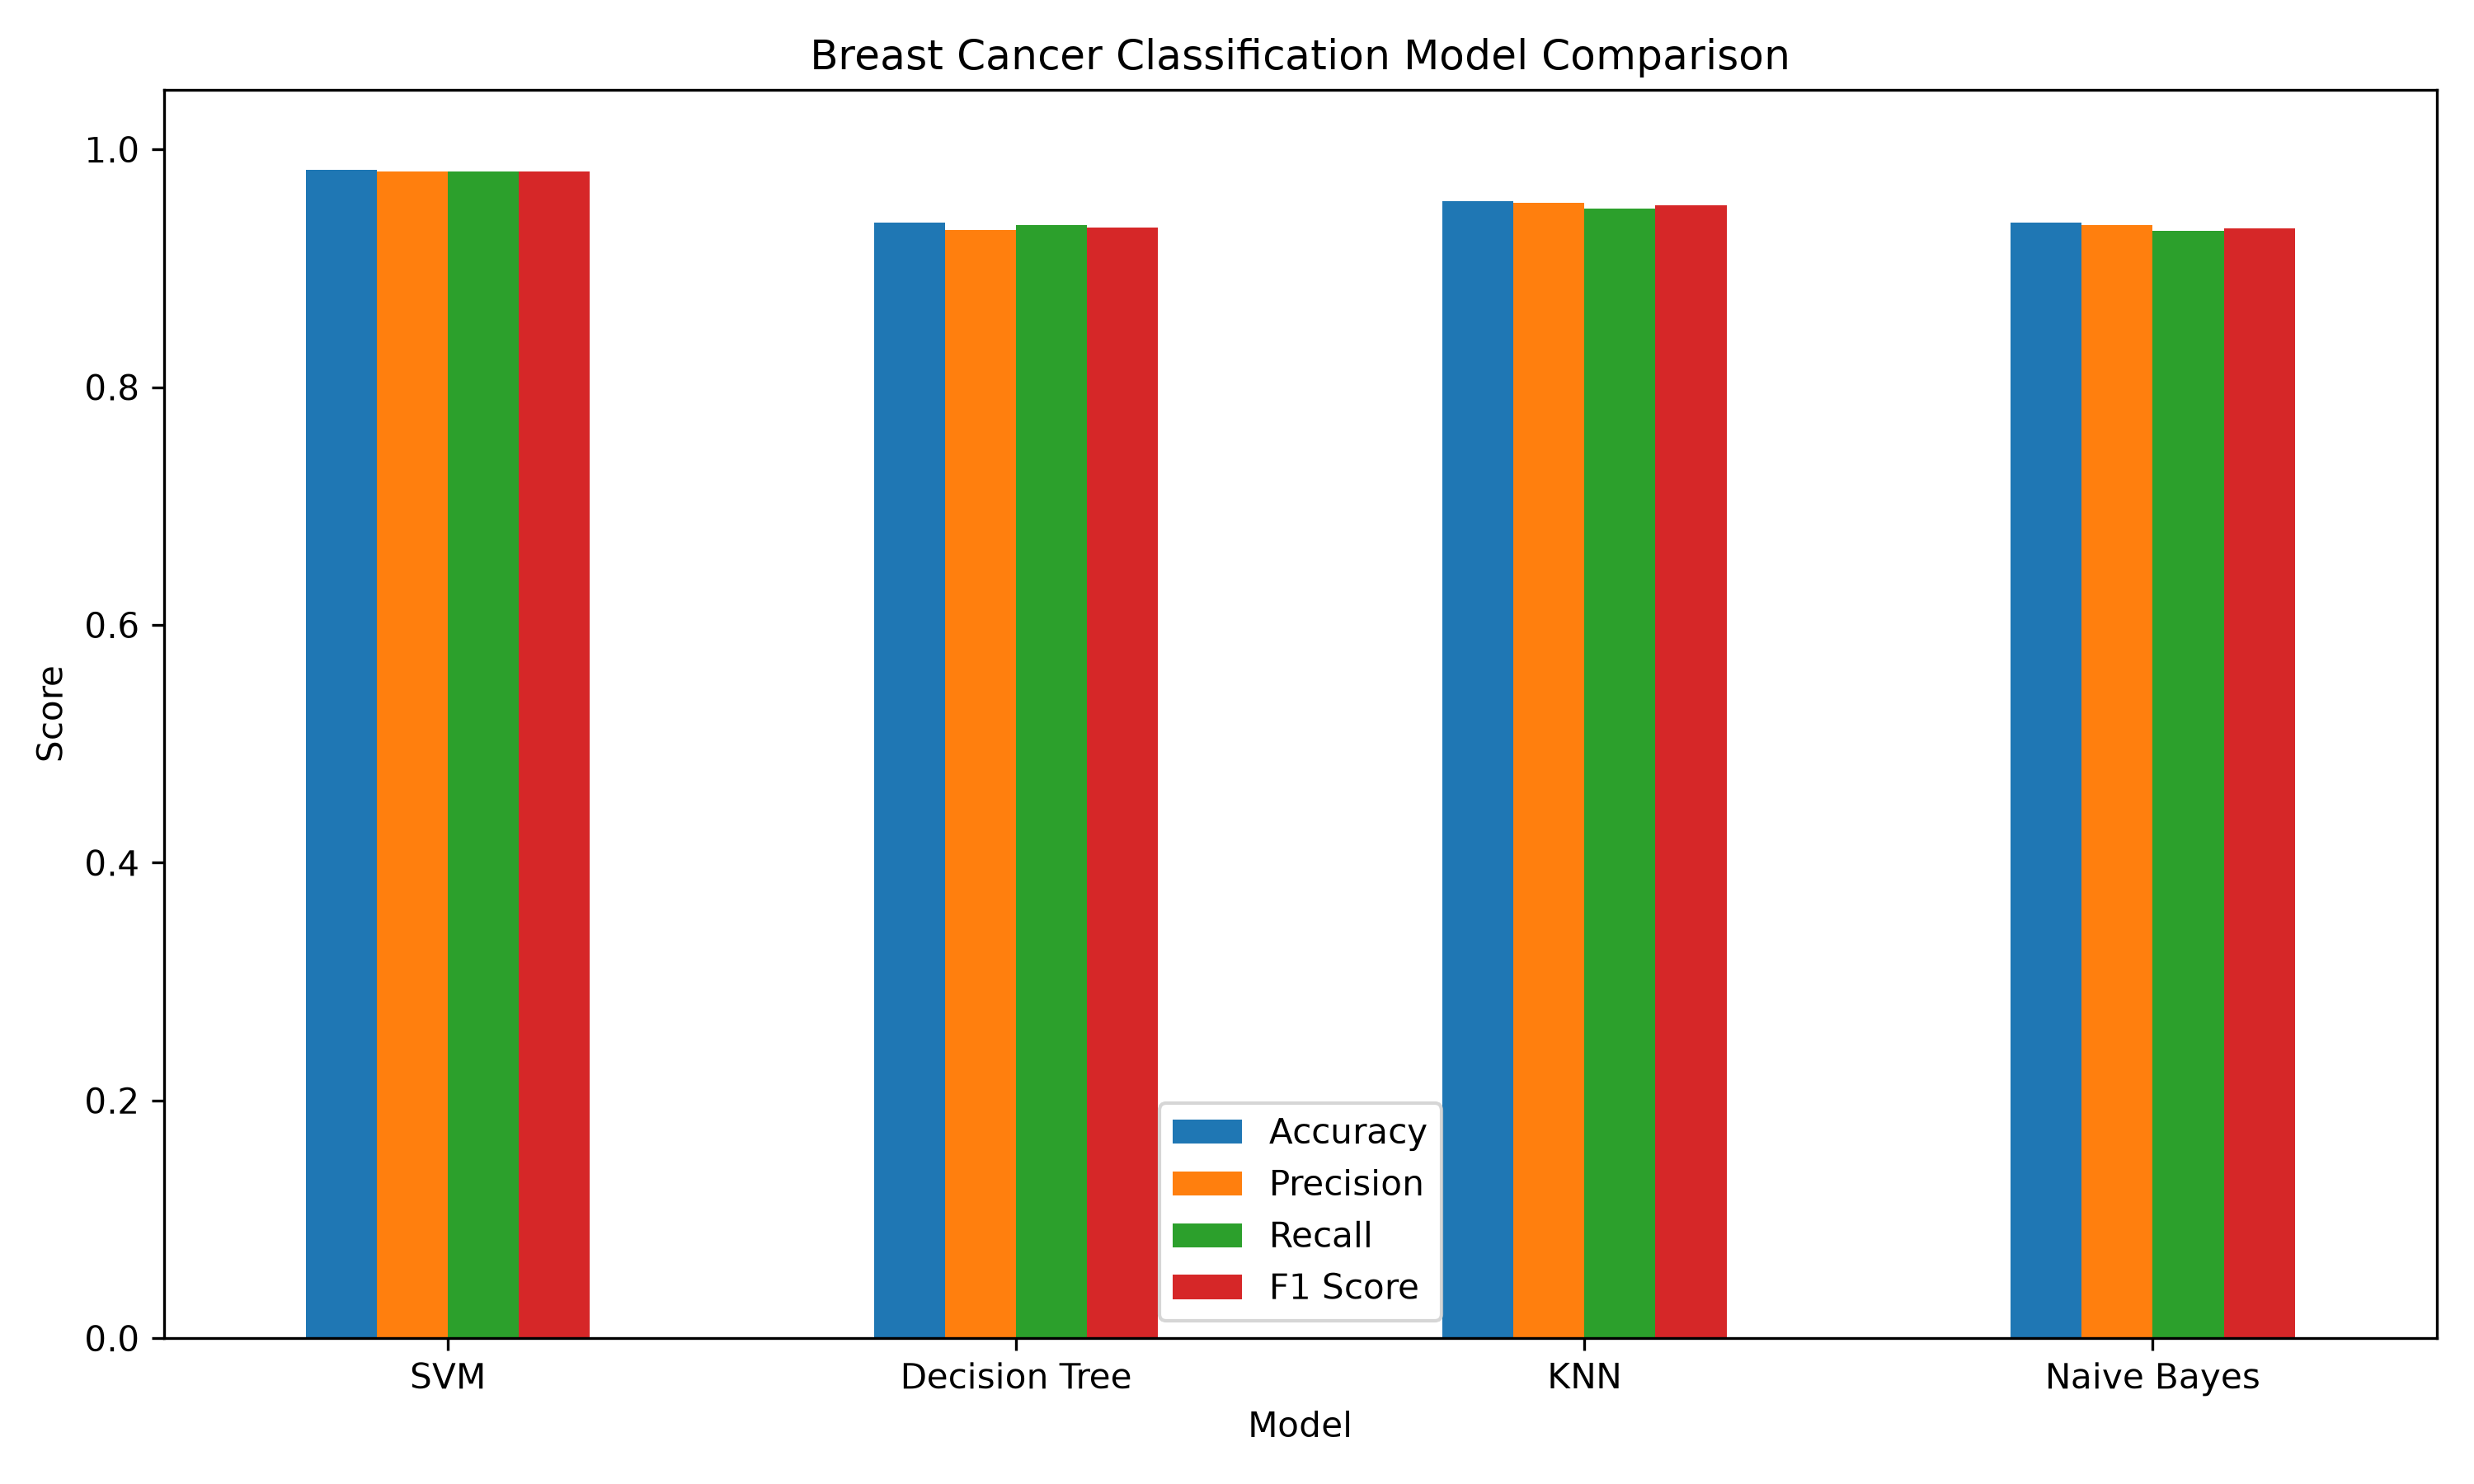 Breast Cancer Classification Model Comparison
1.0
0.8
0.6
0.4
0.2
0.0
Score
Accuracy
Precision
Recall
F1 Score
SVM
Decision Tree
KNN
Naive Bayes
Model